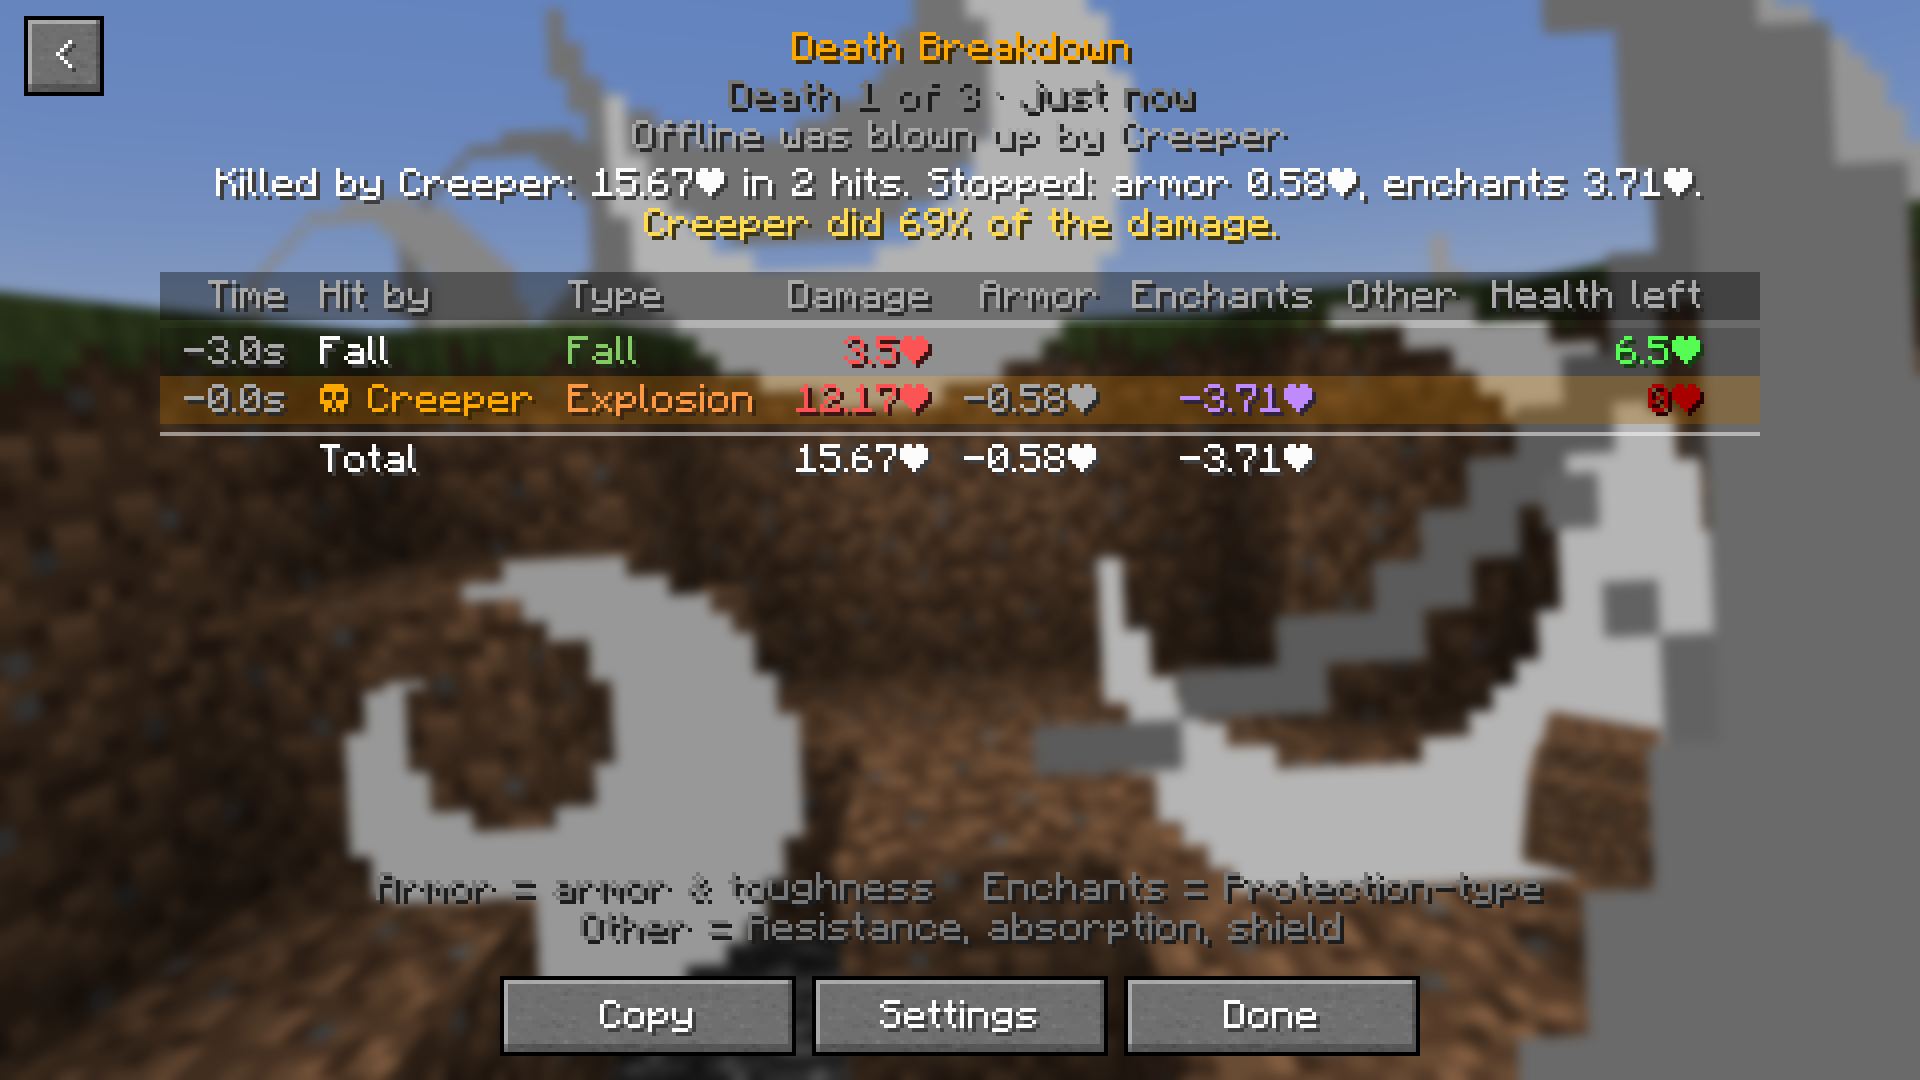 <
Death Breakdown
Death 1 of 3 · just now
Offline was blown up by Creeper
Killed by Creeper: 15.67♥ in 2 hits. Stopped: armor 0.58♥, enchants 3.71♥.
Creeper did 69% of the damage.
Time Hit by Type Damage Armor Enchants Other Health left
-3.0s Fall Fall 3.5♥ 6.5♥
-0.0s ☠ Creeper Explosion 12.17♥ -0.58♥ -3.71♥ 0♥
Total 15.67♥ -0.58♥ -3.71♥
Armor = armor & toughness Enchants = Protection-type
Other = Resistance, absorption, shield
Copy Settings Done